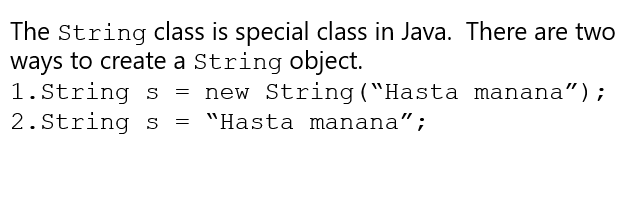 The String class is special class in Java.  There are two
ways to create a String object.
1.String s = new String(“Hasta manana”);
2.String s = “Hasta manana”;